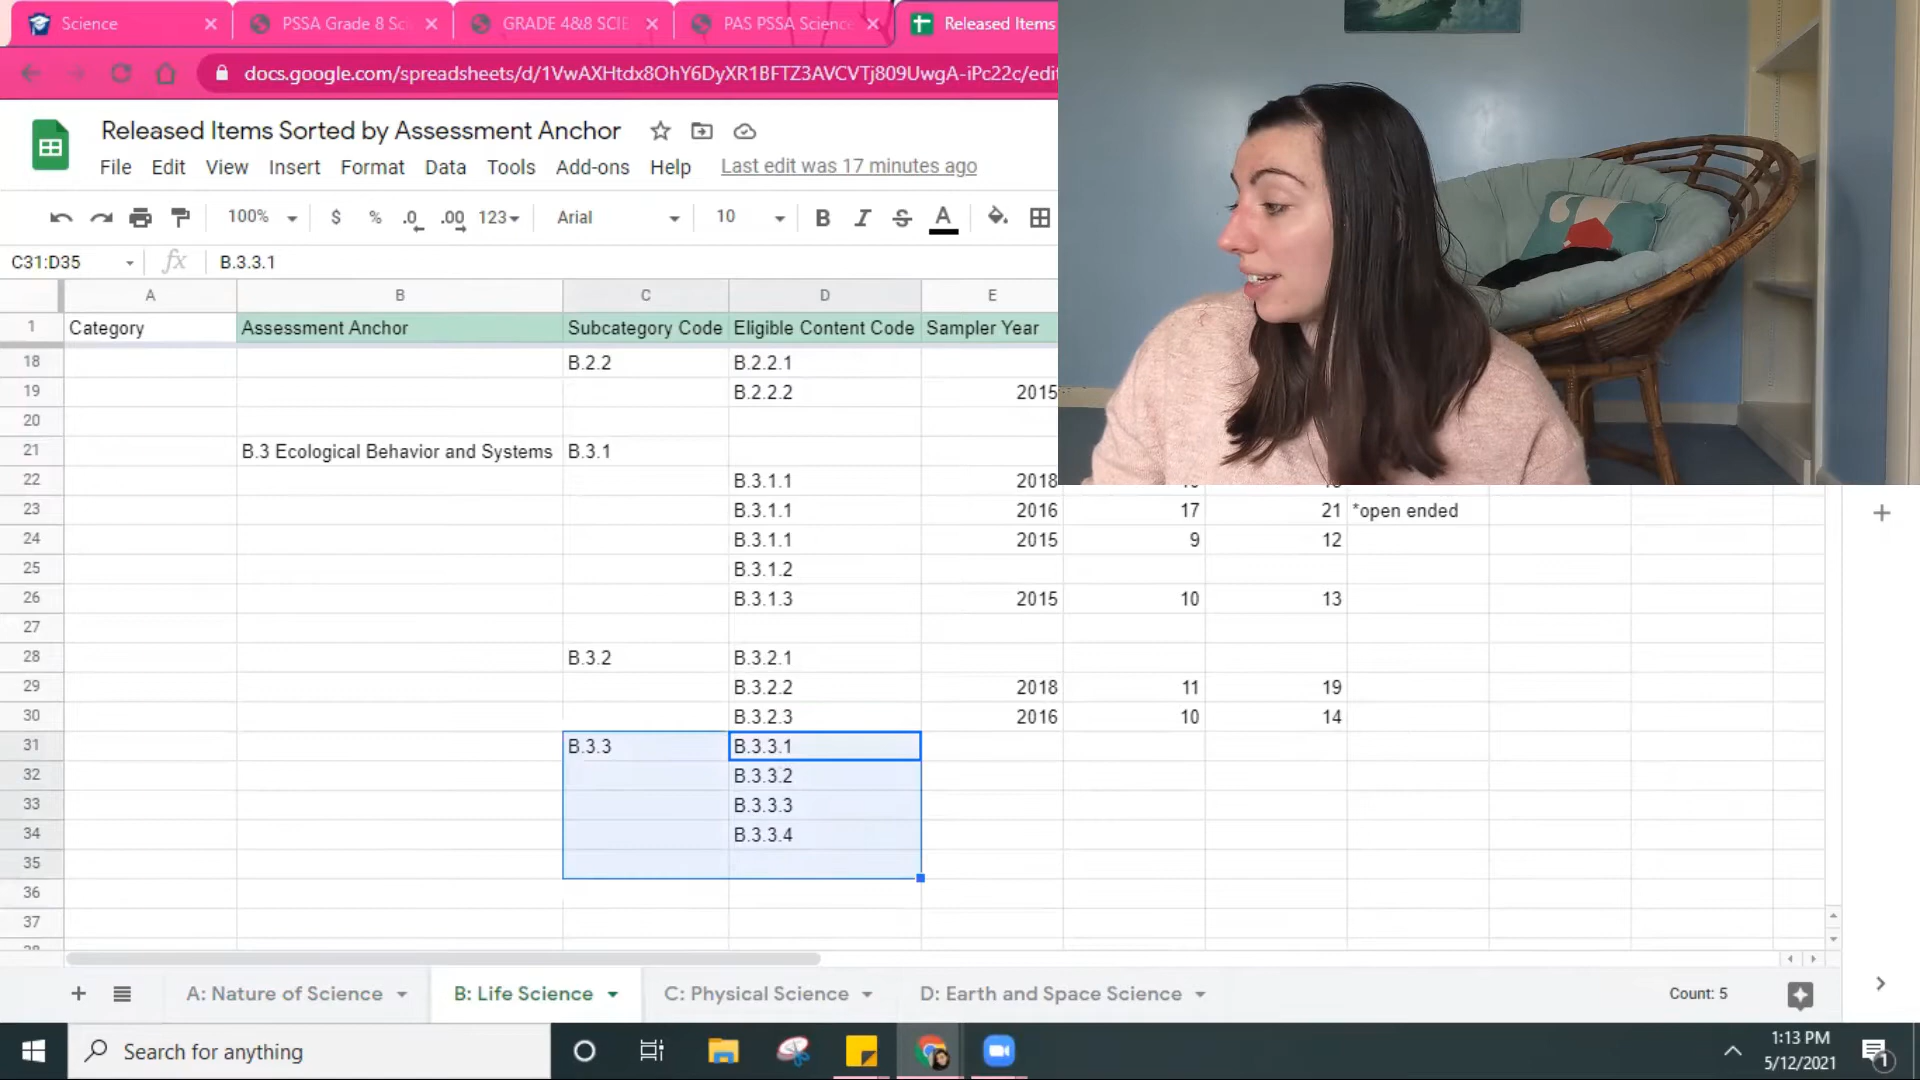 Science
PSSA Grade 8 Sc
GRADE 4&8 SCIE
PAS PSSA Science
Released Items
docs.google.com/spreadsheets/d/1VwAXHtdx8OhY6DyXR1BFTZ3AVCVTj809UwgA-iPc22c/edit
Released Items Sorted by Assessment Anchor
File Edit View Insert Format Data Tools Add-ons Help Last edit was 17 minutes ago
100% $ % .0 .00 123 Arial 10 B I S A
C31:D35 fx B.3.3.1
A B C D E
1 Category Assessment Anchor Subcategory Code Eligible Content Code Sampler Year
18 B.2.2 B.2.2.1
19 B.2.2.2 2015
20
21 B.3 Ecological Behavior and Systems B.3.1
22 B.3.1.1 2018
23 B.3.1.1 2016 17 21 *open ended
24 B.3.1.1 2015 9 12
25 B.3.1.2
26 B.3.1.3 2015 10 13
27
28 B.3.2 B.3.2.1
29 B.3.2.2 2018 11 19
30 B.3.2.3 2016 10 14
31 B.3.3 B.3.3.1
32 B.3.3.2
33 B.3.3.3
34 B.3.3.4
35
36
37
A: Nature of Science B: Life Science C: Physical Science D: Earth and Space Science Count: 5
Search for anything
1:13 PM
5/12/2021
1